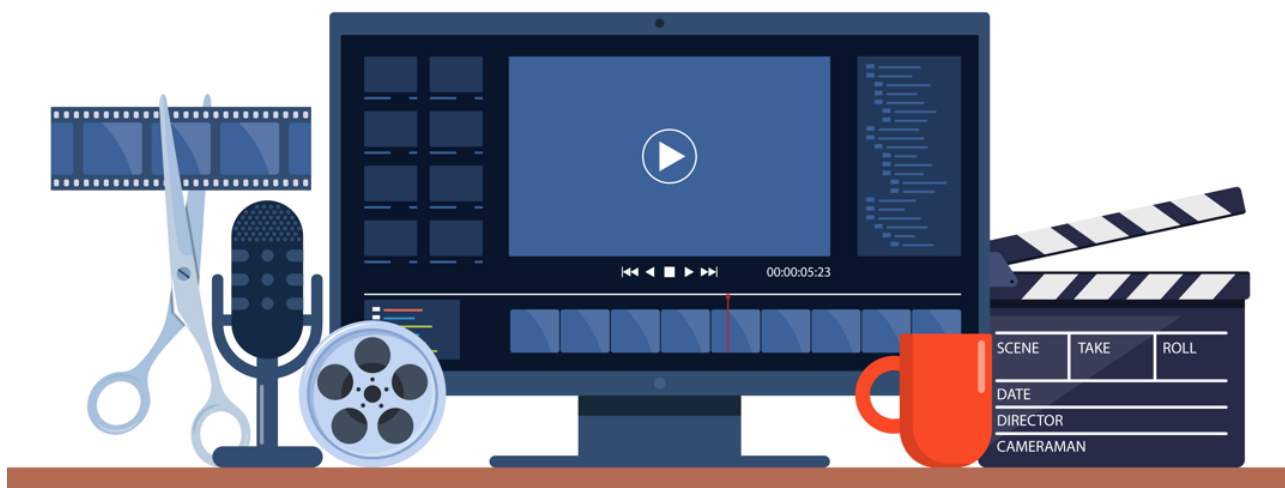 00:00:05:23
SCENE TAKE ROLL
DATE
DIRECTOR
CAMERAMAN